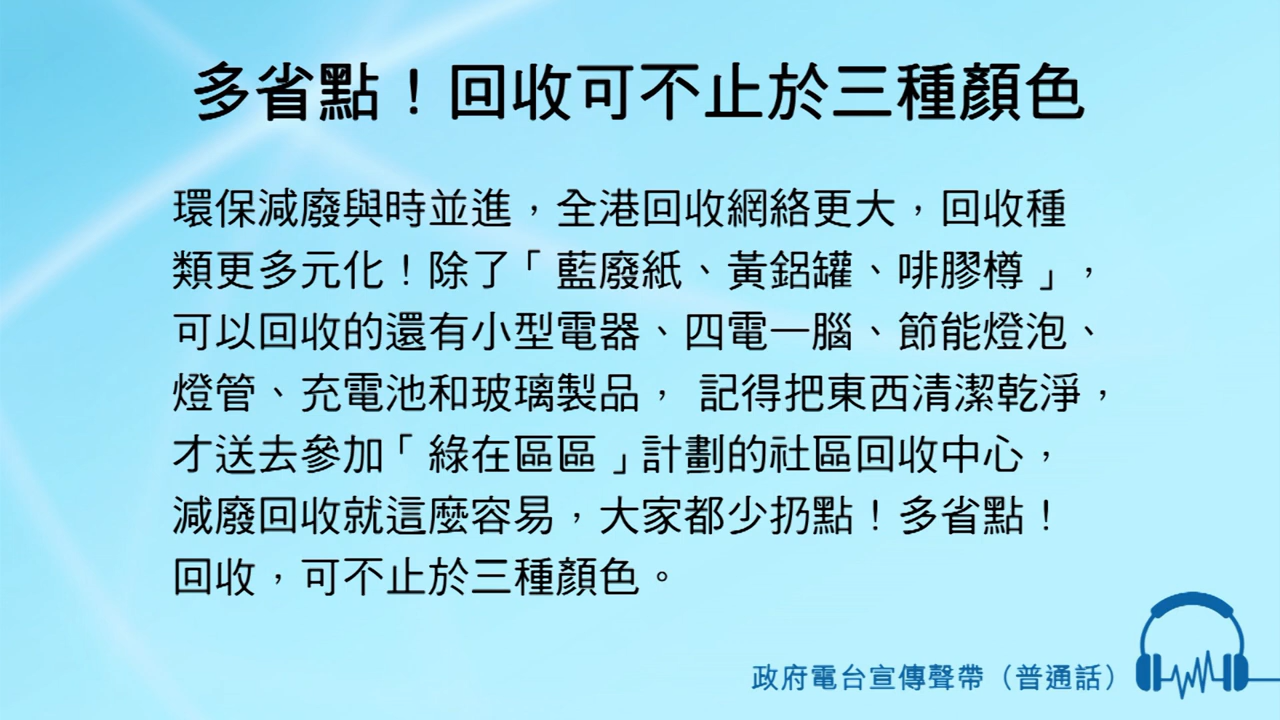 多省點！回收可不止於三種顏色
環保減廢與時並進，全港回收網絡更大，回收種
類更多元化！除了「藍廢紙、黃鋁罐、啡膠樽」，
可以回收的還有小型電器、四電一腦、節能燈泡、
燈管、充電池和玻璃製品，記得把東西清潔乾淨，
才送去參加「綠在區區」計劃的社區回收中心，
減廢回收就這麼容易，大家都少扔點！多省點！
回收，可不止於三種顏色。
政府電台宣傳聲帶（普通話）